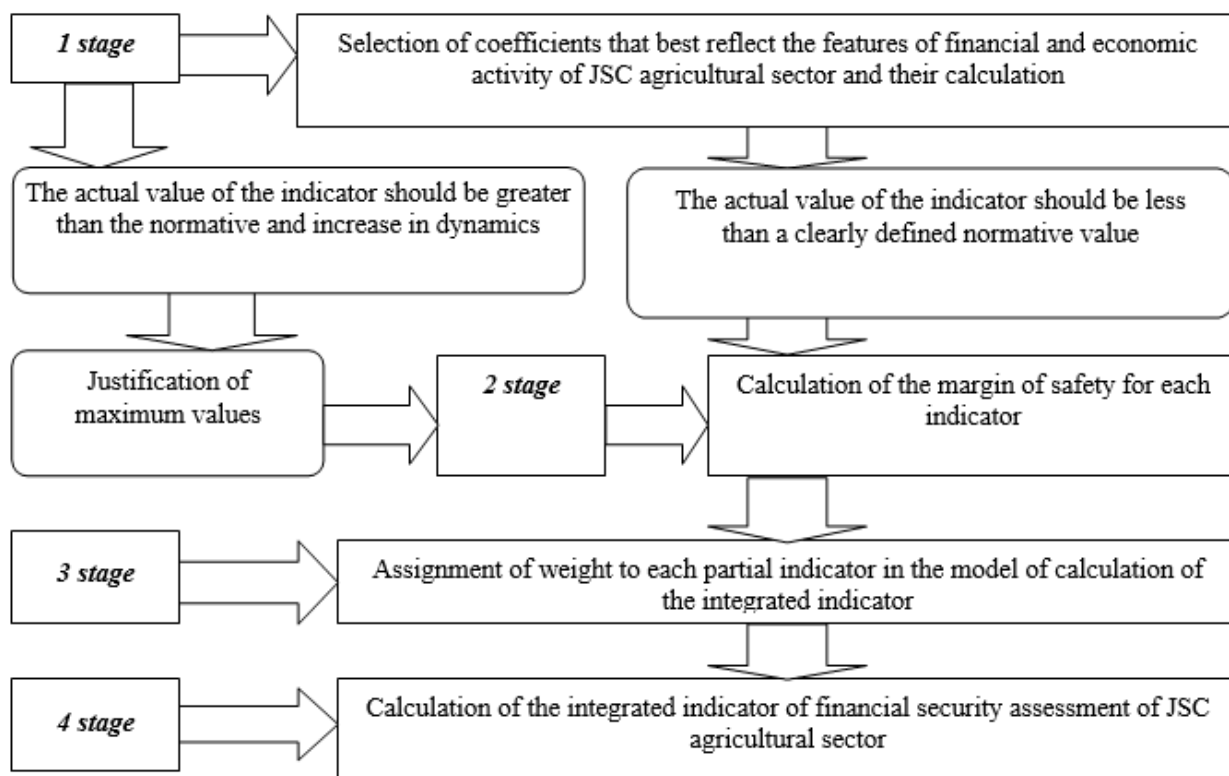 1 stage
Selection of coefficients that best reflect the features of financial and economic
activity of JSC agricultural sector and their calculation
The actual value of the indicator should be greater
than the normative and increase in dynamics
The actual value of the indicator should be less
than a clearly defined normative value
Justification of
maximum values
2 stage
Calculation of the margin of safety for each
indicator
3 stage
Assignment of weight to each partial indicator in the model of calculation of
the integrated indicator
4 stage
Calculation of the integrated indicator of financial security assessment of JSC
agricultural sector